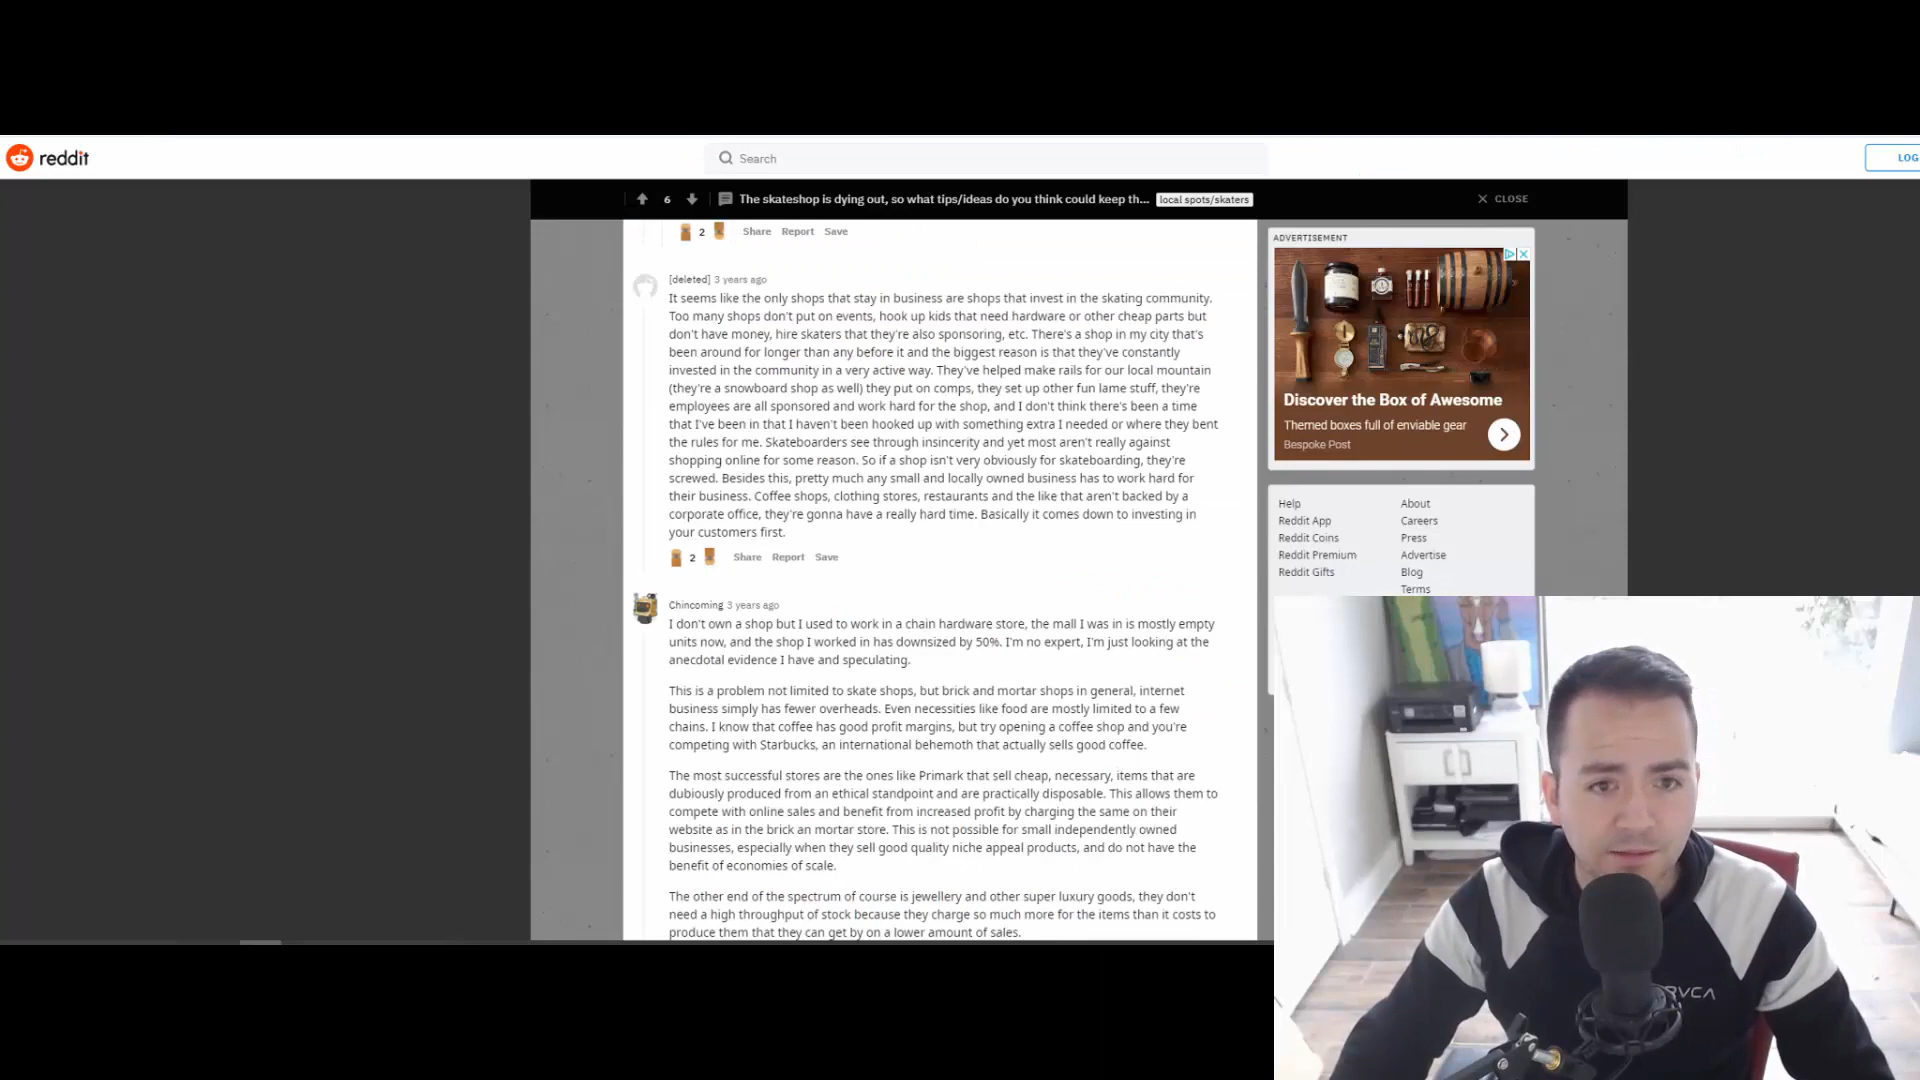 reddit
Search
LOG
6
The skateshop is dying out, so what tips/ideas do you think could keep th...
local spots/skaters
CLOSE
2 Share Report Save
[deleted] 3 years ago
It seems like the only shops that stay in business are shops that invest in the skating community.
Too many shops don't put on events, hook up kids that need hardware or other cheap parts but
don't have money, hire skaters that they're also sponsoring, etc. There's a shop in my city that's
been around for longer than any before it and the biggest reason is that they've constantly
invested in the community in a very active way. They've helped make rails for our local mountain
(they're a snowboard shop as well) they put on comps, they set up other fun lame stuff, they're
employees are all sponsored and work hard for the shop, and I don't think there's been a time
that I've been in that I haven't been hooked up with something extra I needed or where they bent
the rules for me. Skateboarders see through insincerity and yet most aren't really against
shopping online for some reason. So if a shop isn't very obviously for skateboarding, they're
screwed. Besides this, pretty much any small and locally owned business has to work hard for
their business. Coffee shops, clothing stores, restaurants and the like that aren't backed by a
corporate office, they're gonna have a really hard time. Basically it comes down to investing in
your customers first.
2 Share Report Save
Chincoming 3 years ago
I don't own a shop but I used to work in a chain hardware store, the mall I was in is mostly empty
units now, and the shop I worked in has downsized by 50%. I'm no expert, I'm just looking at the
anecdotal evidence I have and speculating.
This is a problem not limited to skate shops, but brick and mortar shops in general, internet
business simply has fewer overheads. Even necessities like food are mostly limited to a few
chains. I know that coffee has good profit margins, but try opening a coffee shop and you're
competing with Starbucks, an international behemoth that actually sells good coffee.
The most successful stores are the ones like Primark that sell cheap, necessary, items that are
dubiously produced from an ethical standpoint and are practically disposable. This allows them to
compete with online sales and benefit from increased profit by charging the same on their
website as in the brick an mortar store. This is not possible for small independently owned
businesses, especially when they sell good quality niche appeal products, and do not have the
benefit of economies of scale.
The other end of the spectrum of course is jewellery and other super luxury goods, they don't
need a high throughput of stock because they charge so much more for the items than it costs to
produce them that they can get by on a lower amount of sales.
ADVERTISEMENT
Discover the Box of Awesome
Themed boxes full of enviable gear
Bespoke Post
Help
Reddit App
Reddit Coins
Reddit Premium
Reddit Gifts
About
Careers
Press
Advertise
Blog
Terms
RVCA